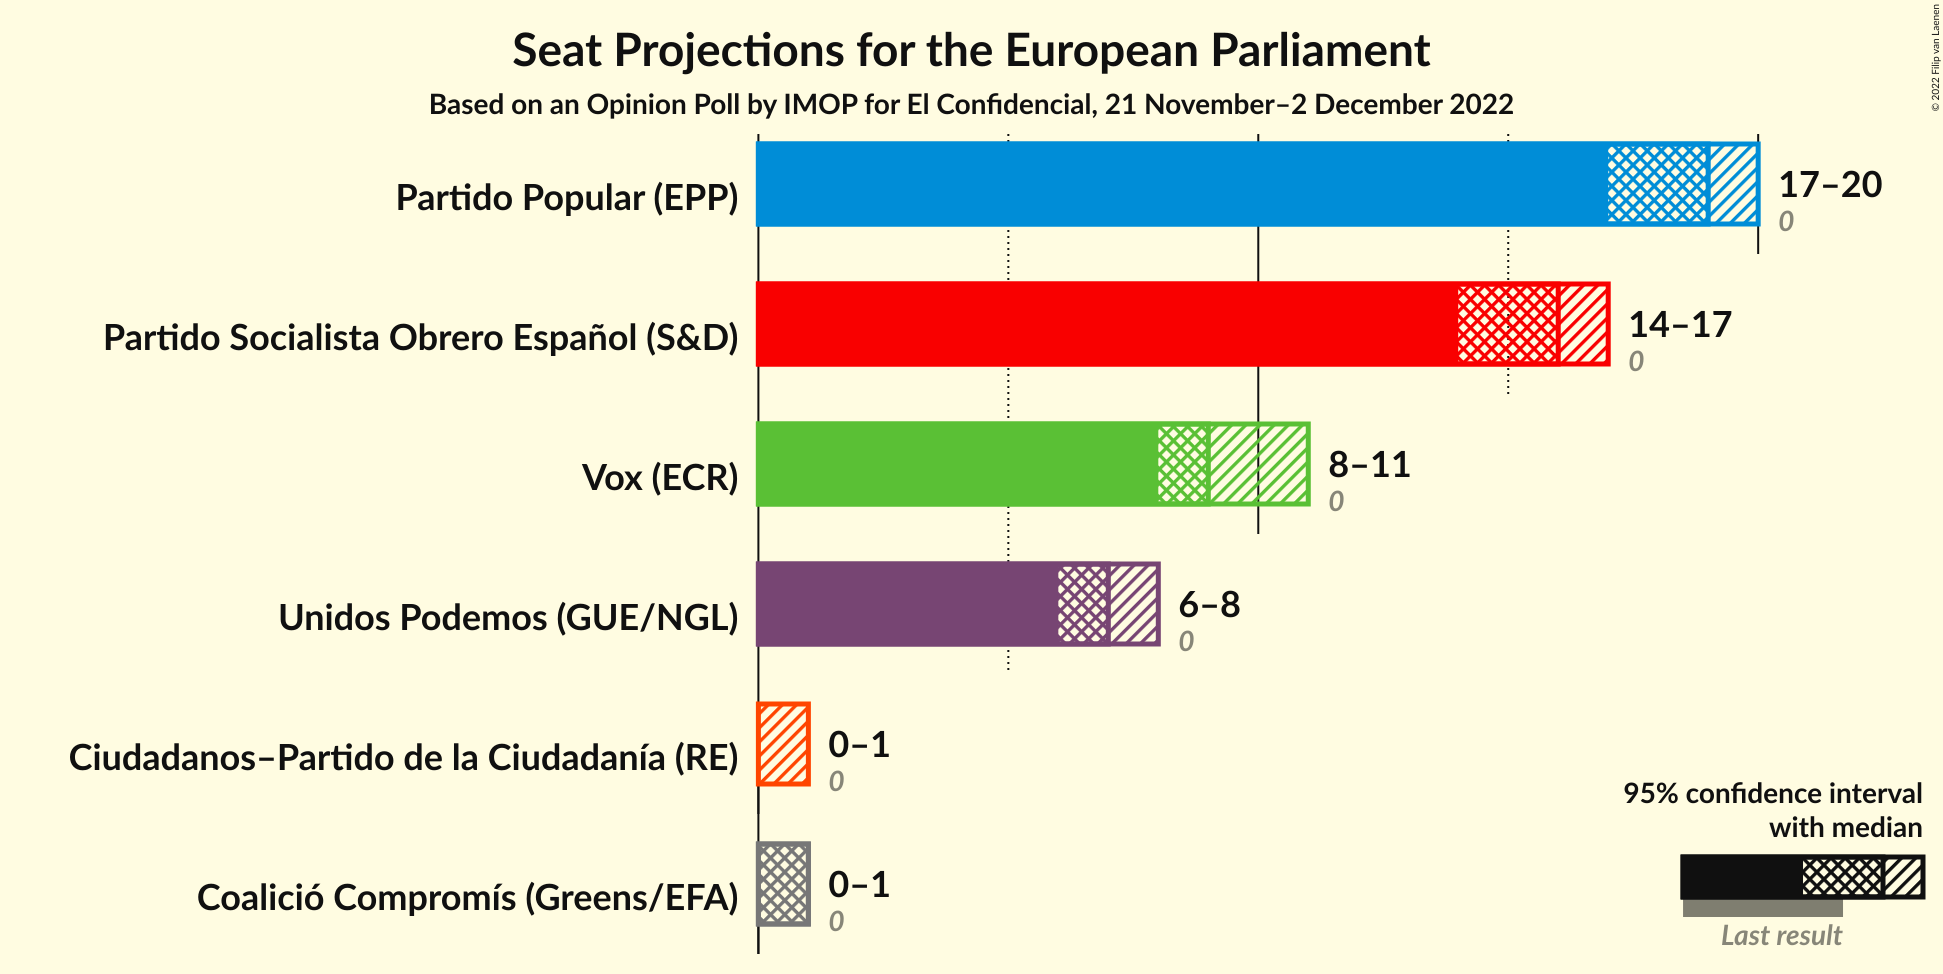 Seat Projections for the European Parliament
Based on an Opinion Poll by IMOP for El Confidencial, 21 November–2 December 2022
© 2022 Filip van Laenen
Partido Popular (EPP)
17–20
0
Partido Socialista Obrero Español (S&D)
14–17
0
Vox (ECR)
8–11
0
Unidos Podemos (GUE/NGL)
6–8
0
Ciudadanos–Partido de la Ciudadanía (RE)
0–1
0
Coalició Compromís (Greens/EFA)
0–1
0
95% confidence interval
with median
Last result